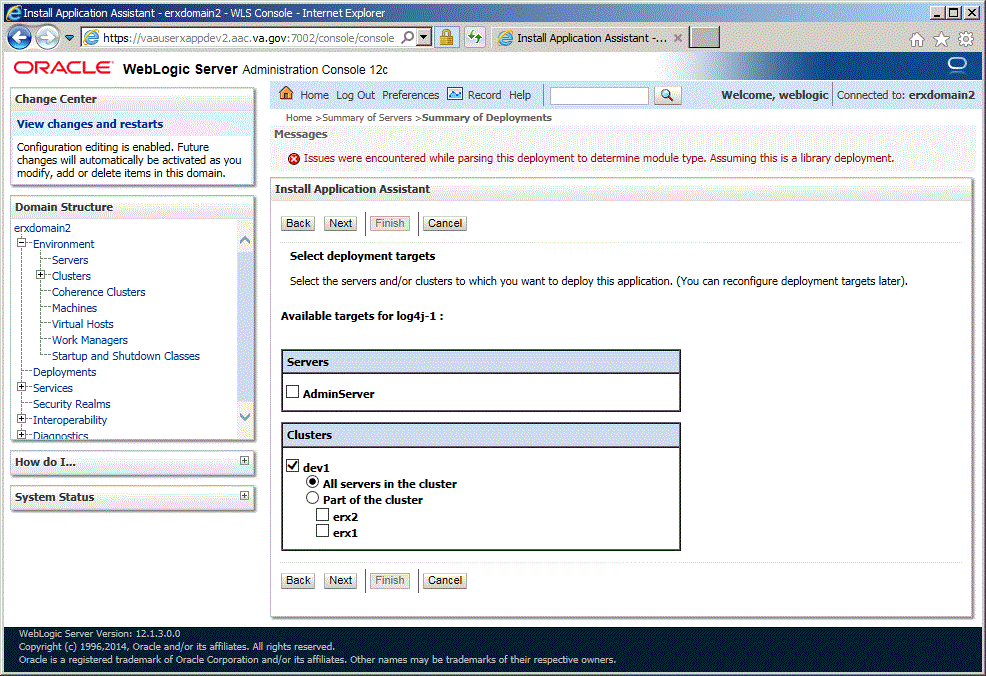 Install Application Assistant - erxdomain2 - WLS Console - Internet Explorer
https://vaauserxappdev2.aac.va.gov:7002/console/console
Install Application Assistant -...
ORACLE WebLogic Server Administration Console 12c
Change Center
View changes and restarts
Configuration editing is enabled. Future
changes will automatically be activated as you
modify, add or delete items in this domain.
Domain Structure
erxdomain2
Environment
Servers
Clusters
Coherence Clusters
Machines
Virtual Hosts
Work Managers
Startup and Shutdown Classes
Deployments
Services
Security Realms
Interoperability
Diagnostics
How do I...
System Status
Home Log Out Preferences Record Help
Welcome, weblogic Connected to: erxdomain2
Home >Summary of Servers >Summary of Deployments
Messages
Issues were encountered while parsing this deployment to determine module type. Assuming this is a library deployment.
Install Application Assistant
Back Next Finish Cancel
Select deployment targets
Select the servers and/or clusters to which you want to deploy this application. (You can reconfigure deployment targets later).
Available targets for log4j-1 :
Servers
AdminServer
Clusters
dev1
All servers in the cluster
Part of the cluster
erx2
erx1
Back Next Finish Cancel
WebLogic Server Version: 12.1.3.0.0
Copyright (c) 1996,2014, Oracle and/or its affiliates. All rights reserved.
Oracle is a registered trademark of Oracle Corporation and/or its affiliates. Other names may be trademarks of their respective owners.